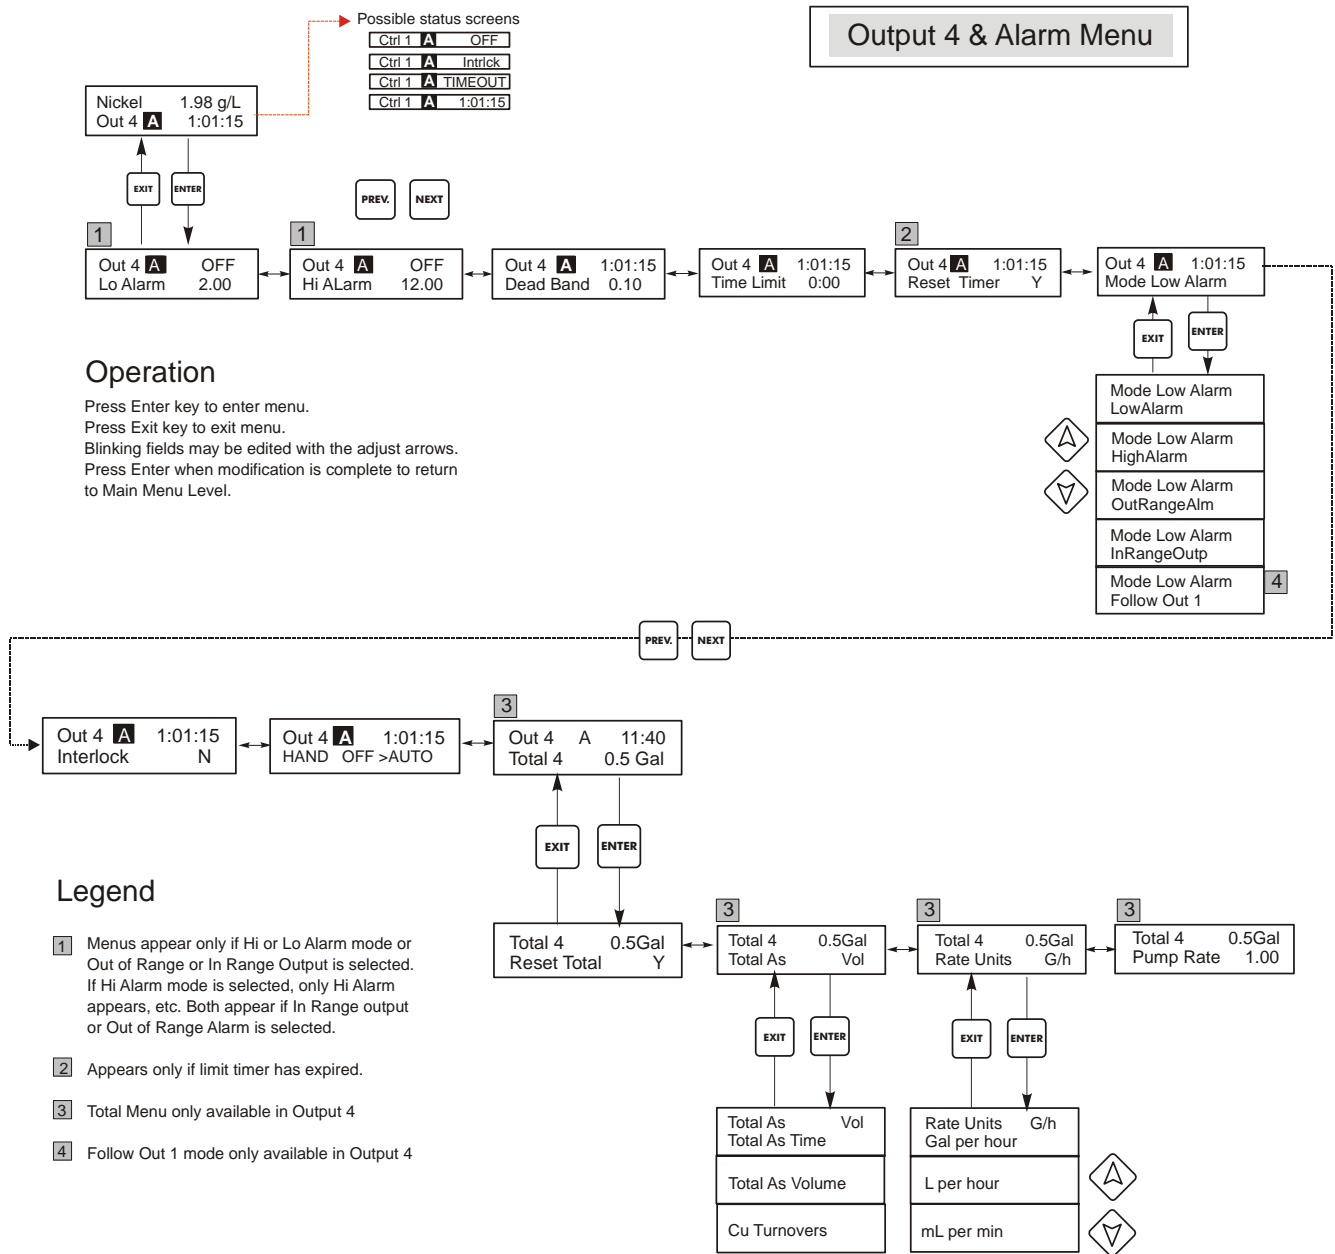 Possible status screens
Ctrl 1 A OFF
Ctrl 1 A Intrlck
Ctrl 1 A TIMEOUT
Ctrl 1 A 1:01:15
Output 4 & Alarm Menu
Nickel 1.98 g/L
Out 4 A 1:01:15
EXIT ENTER
PREV. NEXT
1
Out 4 A OFF
Lo Alarm 2.00
1
Out 4 A OFF
Hi ALarm 12.00
Out 4 A 1:01:15
Dead Band 0.10
Out 4 A 1:01:15
Time Limit 0:00
2
Out 4 A 1:01:15
Reset Timer Y
Out 4 A 1:01:15
Mode Low Alarm
EXIT ENTER
Mode Low Alarm
LowAlarm
Mode Low Alarm
HighAlarm
Mode Low Alarm
OutRangeAlm
Mode Low Alarm
InRangeOutp
Mode Low Alarm
Follow Out 1
4
Operation
Press Enter key to enter menu.
Press Exit key to exit menu.
Blinking fields may be edited with the adjust arrows.
Press Enter when modification is complete to return
to Main Menu Level.
PREV. NEXT
Out 4 A 1:01:15
Interlock N
Out 4 A 1:01:15
HAND OFF >AUTO
3
Out 4 A 11:40
Total 4 0.5 Gal
EXIT ENTER
Total 4 0.5Gal
Reset Total Y
3
Total 4 0.5Gal
Total As Vol
3
Total 4 0.5Gal
Rate Units G/h
3
Total 4 0.5Gal
Pump Rate 1.00
EXIT ENTER
EXIT ENTER
Total As Vol
Total As Time
Total As Volume
Cu Turnovers
Rate Units G/h
Gal per hour
L per hour
mL per min
Legend
1 Menus appear only if Hi or Lo Alarm mode or
Out of Range or In Range Output is selected.
If Hi Alarm mode is selected, only Hi Alarm
appears, etc. Both appear if In Range output
or Out of Range Alarm is selected.
2 Appears only if limit timer has expired.
3 Total Menu only available in Output 4
4 Follow Out 1 mode only available in Output 4